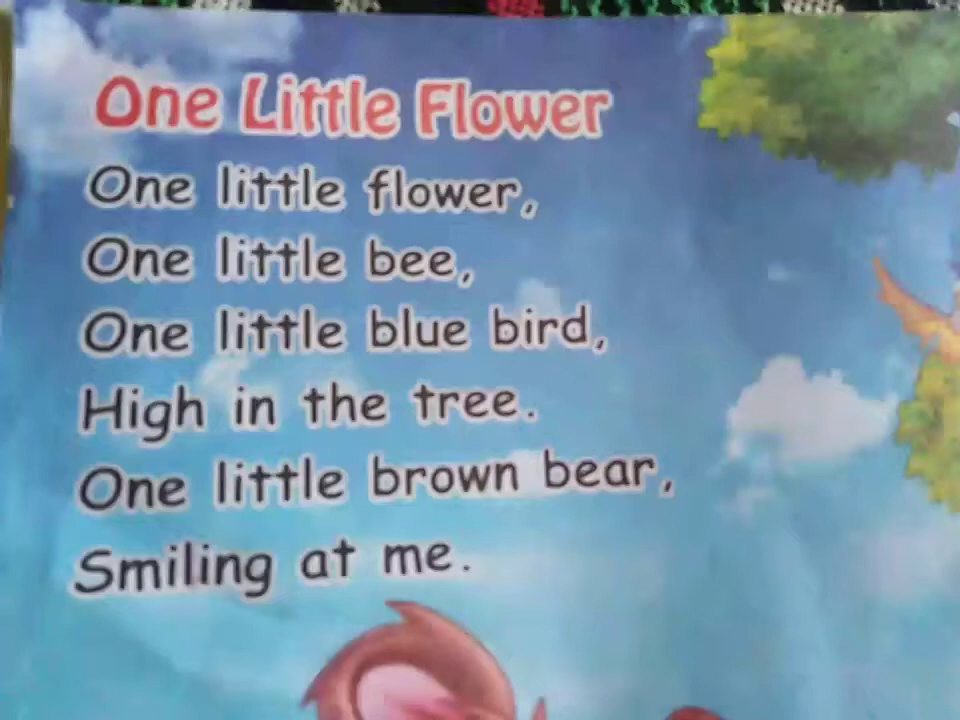 One Little Flower
One little flower,
One little bee,
One little blue bird,
High in the tree.
One little brown bear,
Smiling at me.